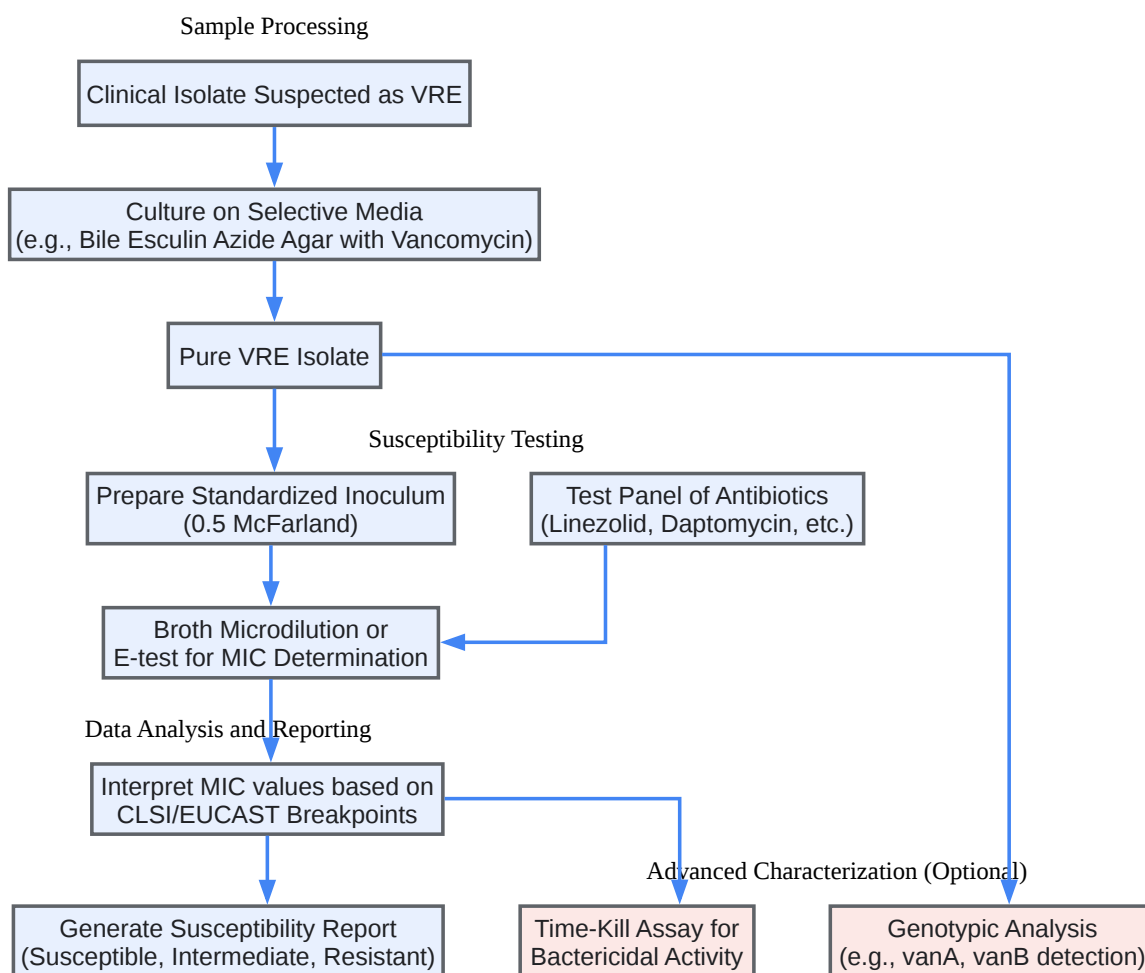 Sample Processing
Clinical Isolate Suspected as VRE
Culture on Selective Media
(e.g., Bile Esculin Azide Agar with Vancomycin)
Pure VRE Isolate
Susceptibility Testing
Prepare Standardized Inoculum
(0.5 McFarland)
Test Panel of Antibiotics
(Linezolid, Daptomycin, etc.)
Broth Microdilution or
E-test for MIC Determination
Data Analysis and Reporting
Interpret MIC values based on
CLSI/EUCAST Breakpoints
Advanced Characterization (Optional)
Generate Susceptibility Report
(Susceptible, Intermediate, Resistant)
Time-Kill Assay for
Bactericidal Activity
Genotypic Analysis
(e.g., vanA, vanB detection)